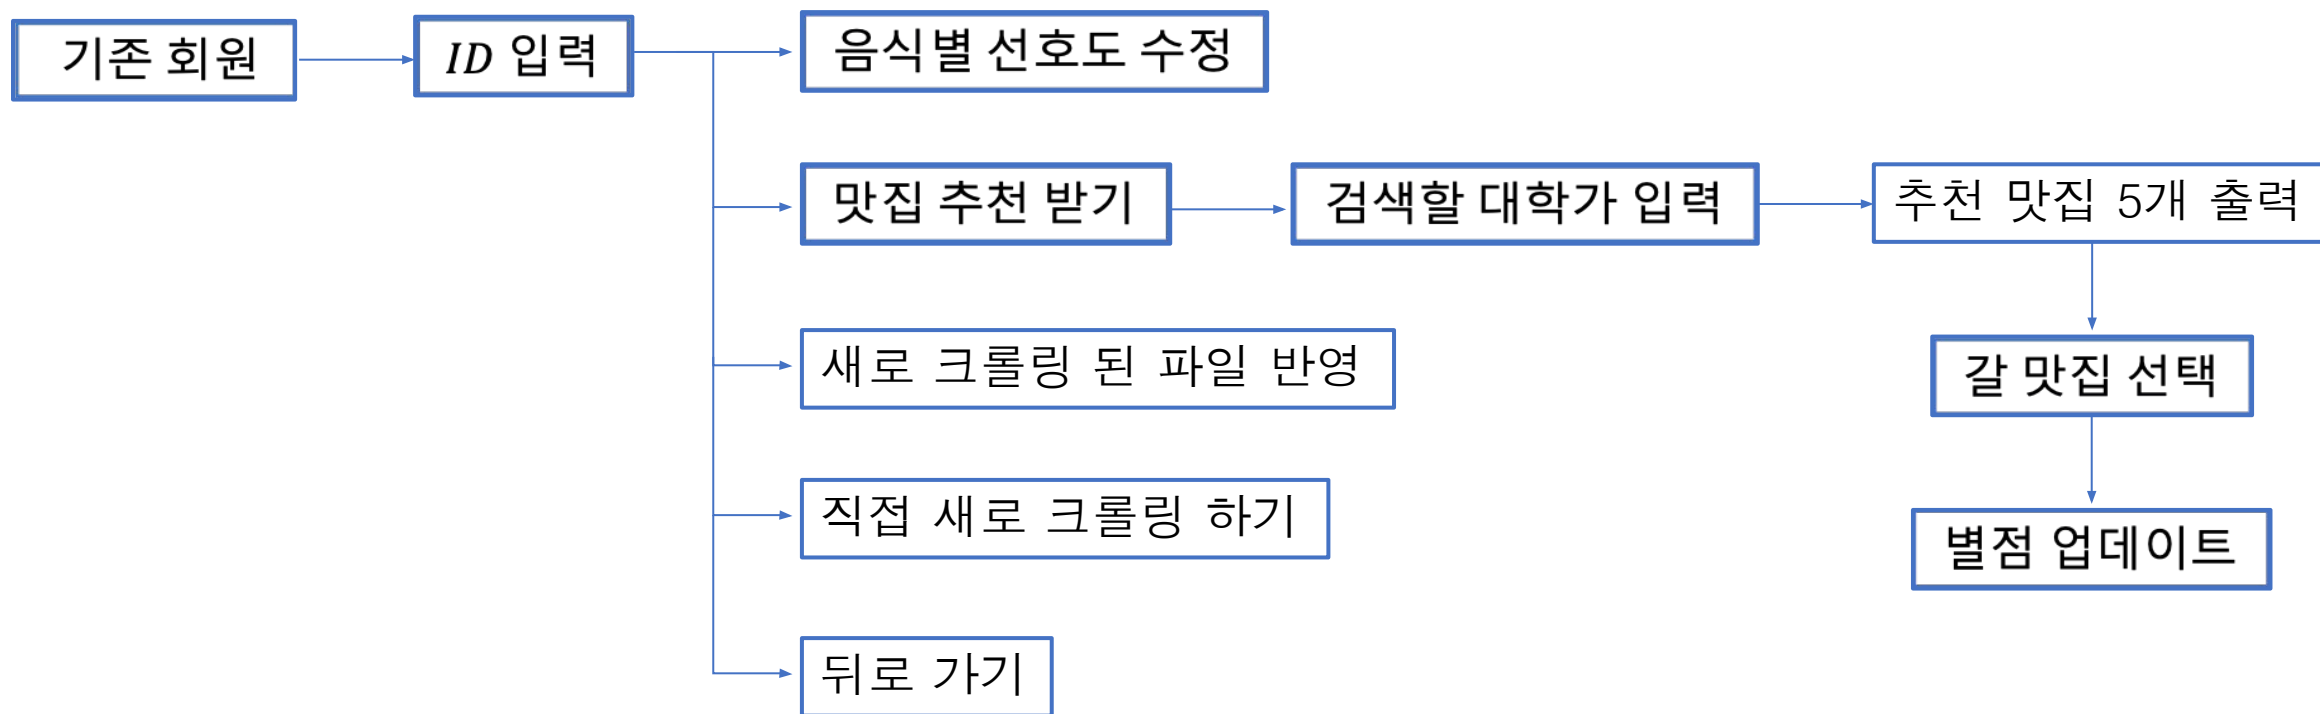 기존 회원
ID 입력
음식별 선호도 수정
맛집 추천 받기
검색할 대학가 입력
추천 맛집 5개 출력
갈 맛집 선택
별점 업데이트
새로 크롤링 된 파일 반영
직접 새로 크롤링 하기
뒤로 가기